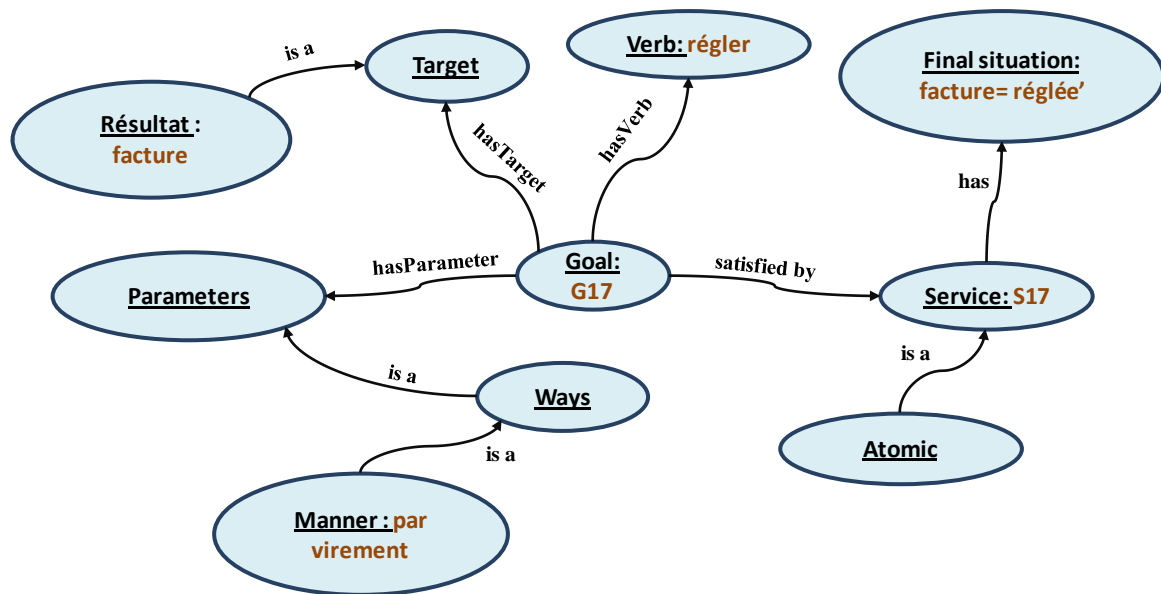 is a
Target
Verb: régler
Final situation:
facture= réglée’
Résultat :
facture
hasTarget
hasVerb
has
hasParameter
Goal:
G17
satisfied by
Parameters
Service: S17
is a
is a
Ways
is a
Atomic
Manner : par
virement